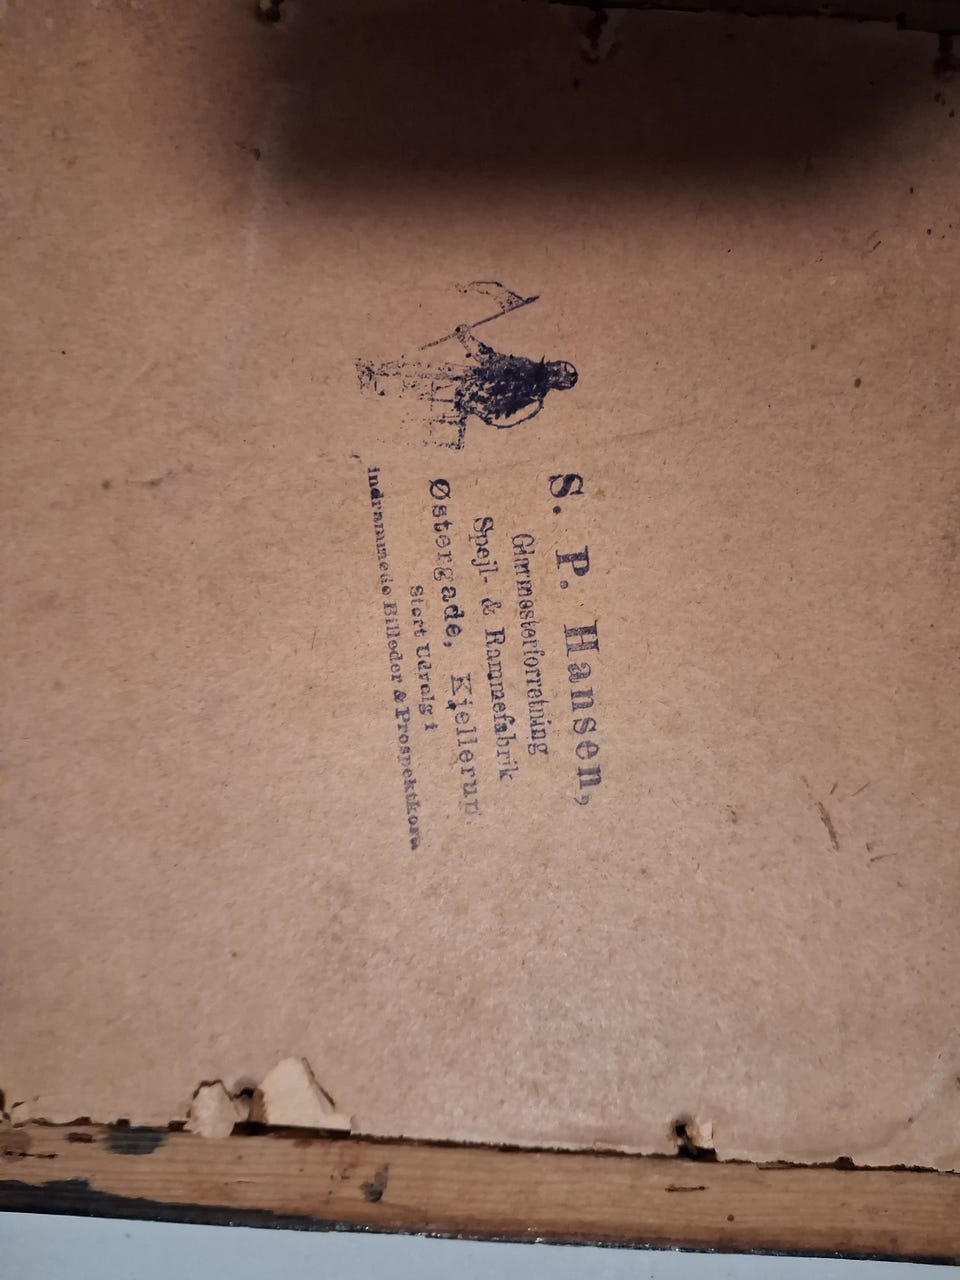 S. P. Hansen,
Glarmesterforretning
Spejl- & Rammefabrik
Østergade, Kjellerup.
Stort Udvalg i
indrammede Billeder & Prospektkort